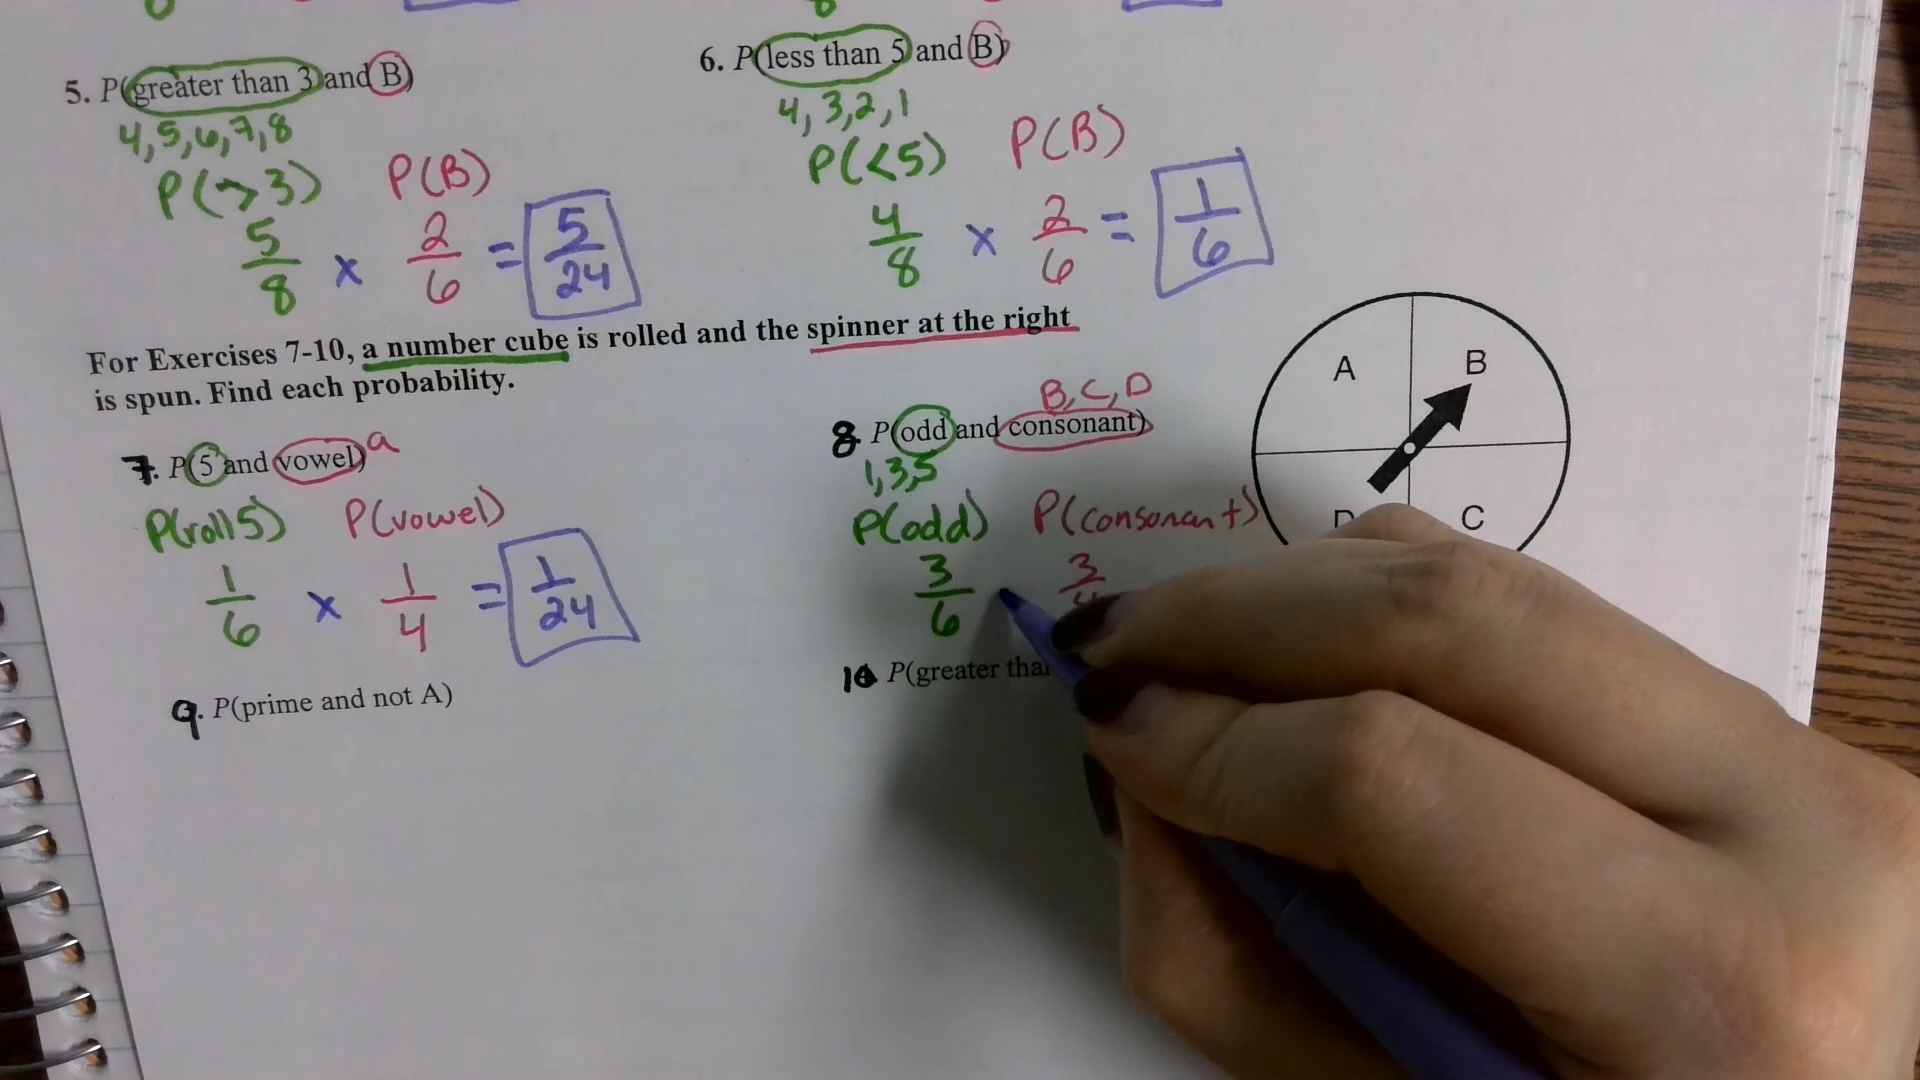 5. P(greater than 3 and B)
4,5,6,7,8
P(>3) P(B)
5/8 x 2/6 = 5/24
6. P(less than 5 and B)
4,3,2,1
P(<5) P(B)
4/8 x 2/6 = 1/6
For Exercises 7-10, a number cube is rolled and the spinner at the right
is spun. Find each probability.
7. P(5 and vowel) a
P(roll 5) P(vowel)
1/6 x 1/4 = 1/24
B,C,D
8 P(odd and consonant)
1,3,5
P(odd) P(consonant)
3/6 3/4
A B
D C
9. P(prime and not A)
10 P(greater